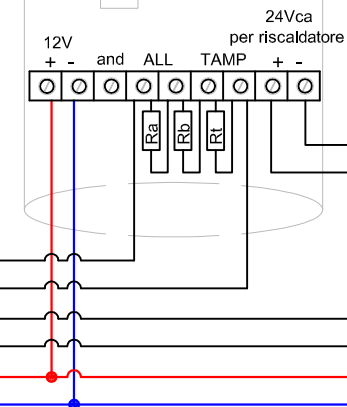 24Vca
per riscaldatore
12V
+ - and ALL TAMP + -
Ra Rb Rt